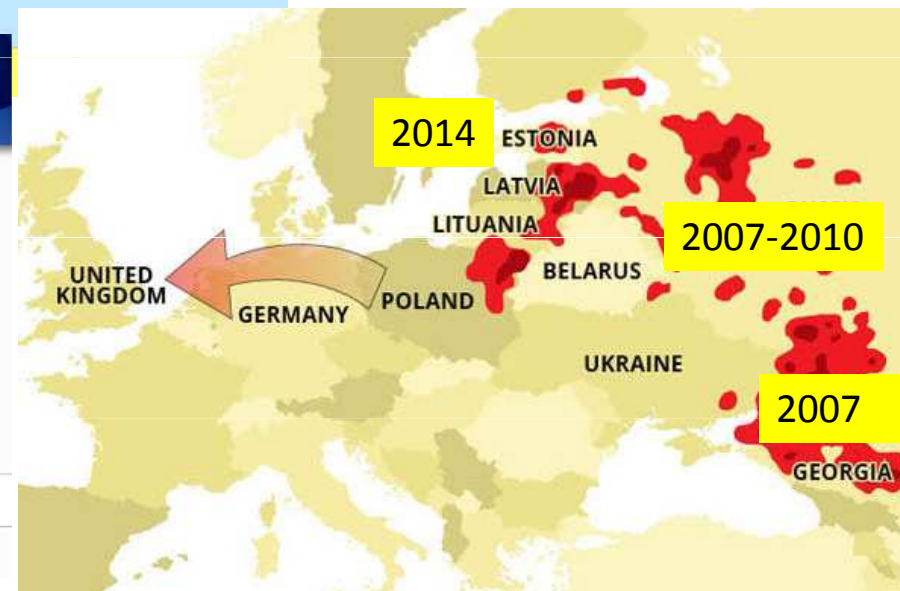 2014
ESTONIA
LATVIA
LITUANIA
2007-2010
BELARUS
UNITED
KINGDOM
GERMANY
POLAND
UKRAINE
2007
GEORGIA